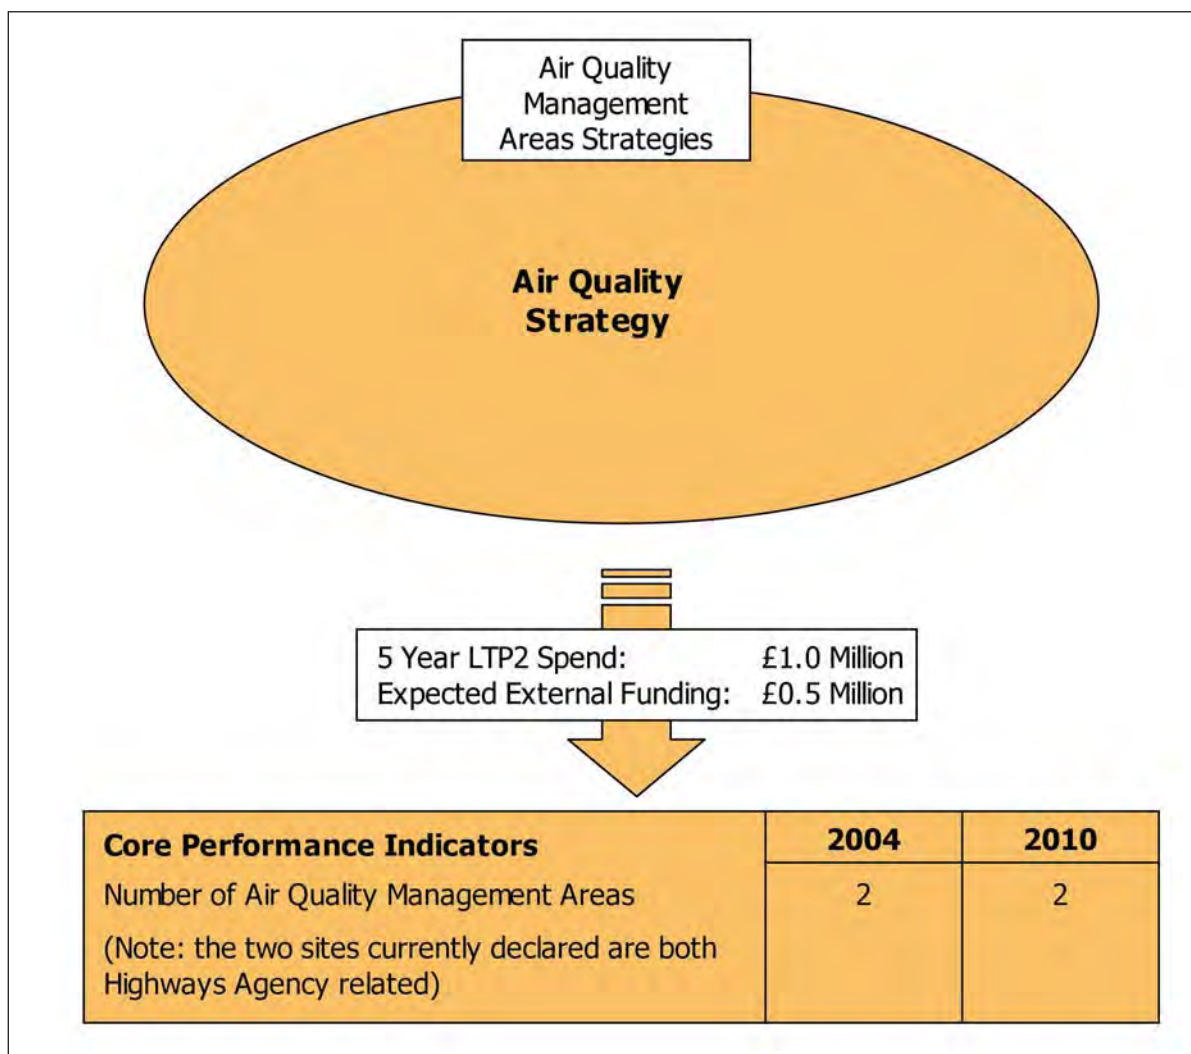 Air Quality
Management
Areas Strategies
Air Quality
Strategy
5 Year LTP2 Spend: £1.0 Million
Expected External Funding: £0.5 Million
Core Performance Indicators 2004 2010
Number of Air Quality Management Areas 2 2
(Note: the two sites currently declared are both
Highways Agency related)